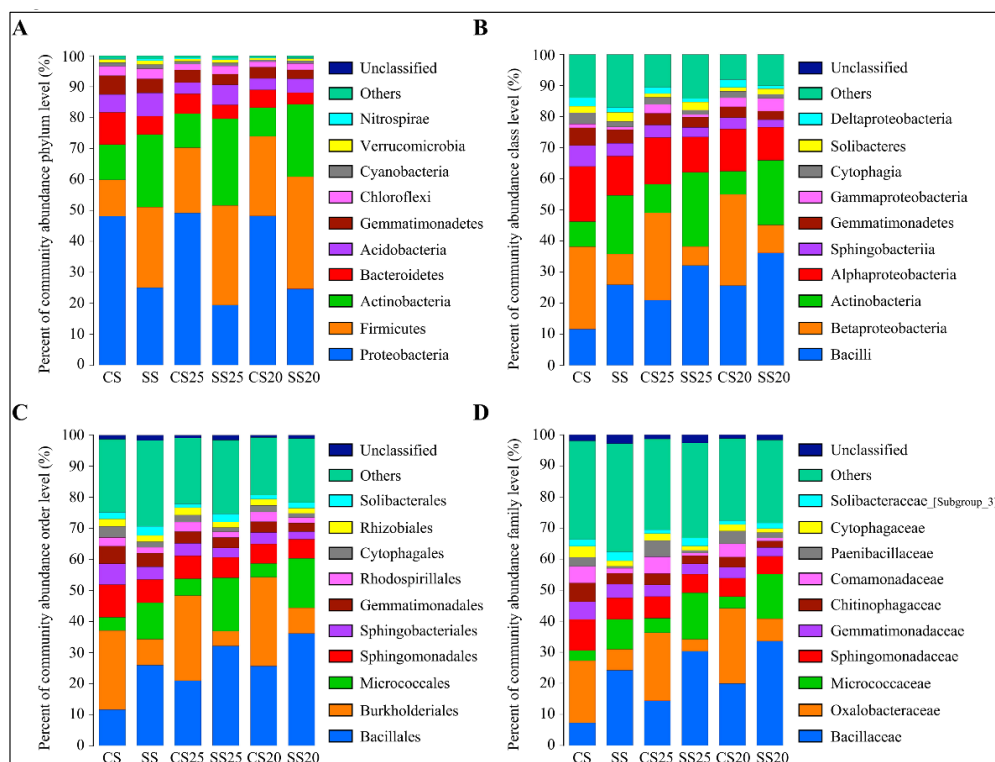 A
Percent of community abundance phylum level (%)
100
90
80
70
60
50
40
30
20
10
0
CS SS CS25 SS25 CS20 SS20
Unclassified
Others
Nitrospirae
Verrucomicrobia
Cyanobacteria
Chloroflexi
Gemmatimonadetes
Acidobacteria
Bacteroidetes
Actinobacteria
Firmicutes
Proteobacteria
B
Percent of community abundance class level (%)
100
90
80
70
60
50
40
30
20
10
0
CS SS CS25 SS25 CS20 SS20
Unclassified
Others
Deltaproteobacteria
Solibacteres
Cytophagia
Gammaproteobacteria
Gemmatimonadetes
Sphingobacteriia
Alphaproteobacteria
Actinobacteria
Betaproteobacteria
Bacilli
C
Percent of community abundance order level (%)
100
90
80
70
60
50
40
30
20
10
0
CS SS CS25 SS25 CS20 SS20
Unclassified
Others
Solibacterales
Rhizobiales
Cytophagales
Rhodospirillales
Gemmatimonadales
Sphingobacteriales
Sphingomonadales
Micrococcales
Burkholderiales
Bacillales
D
Percent of community abundance family level (%)
100
90
80
70
60
50
40
30
20
10
0
CS SS CS25 SS25 CS20 SS20
Unclassified
Others
Solibacteraceae_[Subgroup_3]
Cytophagaceae
Paenibacillaceae
Comamonadaceae
Chitinophagaceae
Gemmatimonadaceae
Sphingomonadaceae
Micrococcaceae
Oxalobacteraceae
Bacillaceae